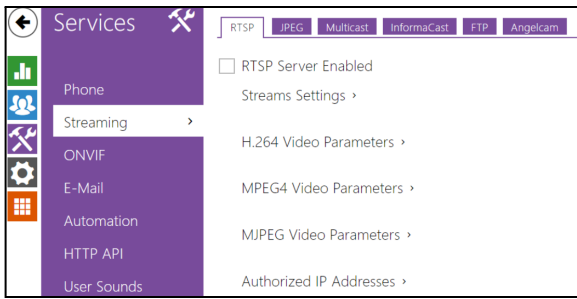 Services
Phone
Streaming
ONVIF
E-Mail
Automation
HTTP API
User Sounds
RTSP JPEG Multicast InformaCast FTP Angelcam
RTSP Server Enabled
Streams Settings ›
H.264 Video Parameters ›
MPEG4 Video Parameters ›
MJPEG Video Parameters ›
Authorized IP Addresses ›